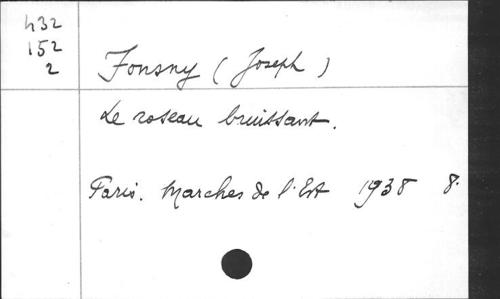 432
152
2
Fonsny (Joseph)
Le roseau bruissant.
Paris. Marches de l'Est 1938 8.